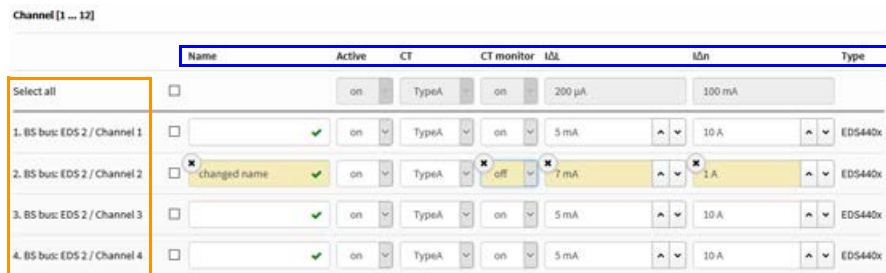 Channel [1 ... 12]
Name Active CT CT monitor IΔL IΔn Type
Select all on TypeA on 200 µA 100 mA
1. BS bus: EDS 2 / Channel 1 on TypeA on 5 mA 10 A EDS440x
2. BS bus: EDS 2 / Channel 2 changed name on TypeA off 7 mA 1 A EDS440x
3. BS bus: EDS 2 / Channel 3 on TypeA on 5 mA 10 A EDS440x
4. BS bus: EDS 2 / Channel 4 on TypeA on 5 mA 10 A EDS440x